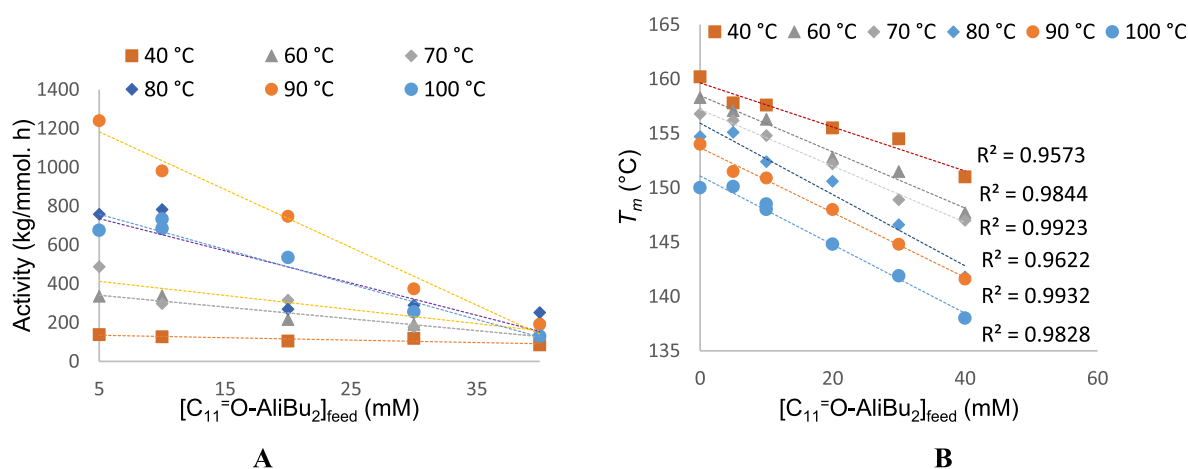 40 °C 60 °C 70 °C
80 °C 90 °C 100 °C
1400
1200
1000
800
600
400
200
0
5 15 25 35
Activity (kg/mmol. h)
[C₁₁⁼O-AliBu₂]feed (mM)
A
40 °C 60 °C 70 °C 80 °C 90 °C 100 °C
165
160
155
150
145
140
135
0 20 40 60
Tm (°C)
R² = 0.9573
R² = 0.9844
R² = 0.9923
R² = 0.9622
R² = 0.9932
R² = 0.9828
[C₁₁⁼O-AliBu₂]feed (mM)
B